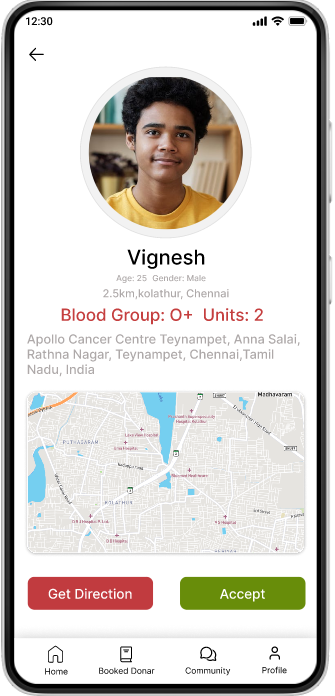 12:30
Vignesh
Age: 25 Gender: Male
2.5km,kolathur, Chennai
Blood Group: O+ Units: 2
Apollo Cancer Centre Teynampet, Anna Salai,
Rathna Nagar, Teynampet, Chennai,Tamil
Nadu, India
Madhavaram
KOLATHUR
Get Direction
Accept
Home
Booked Donar
Community
Profile